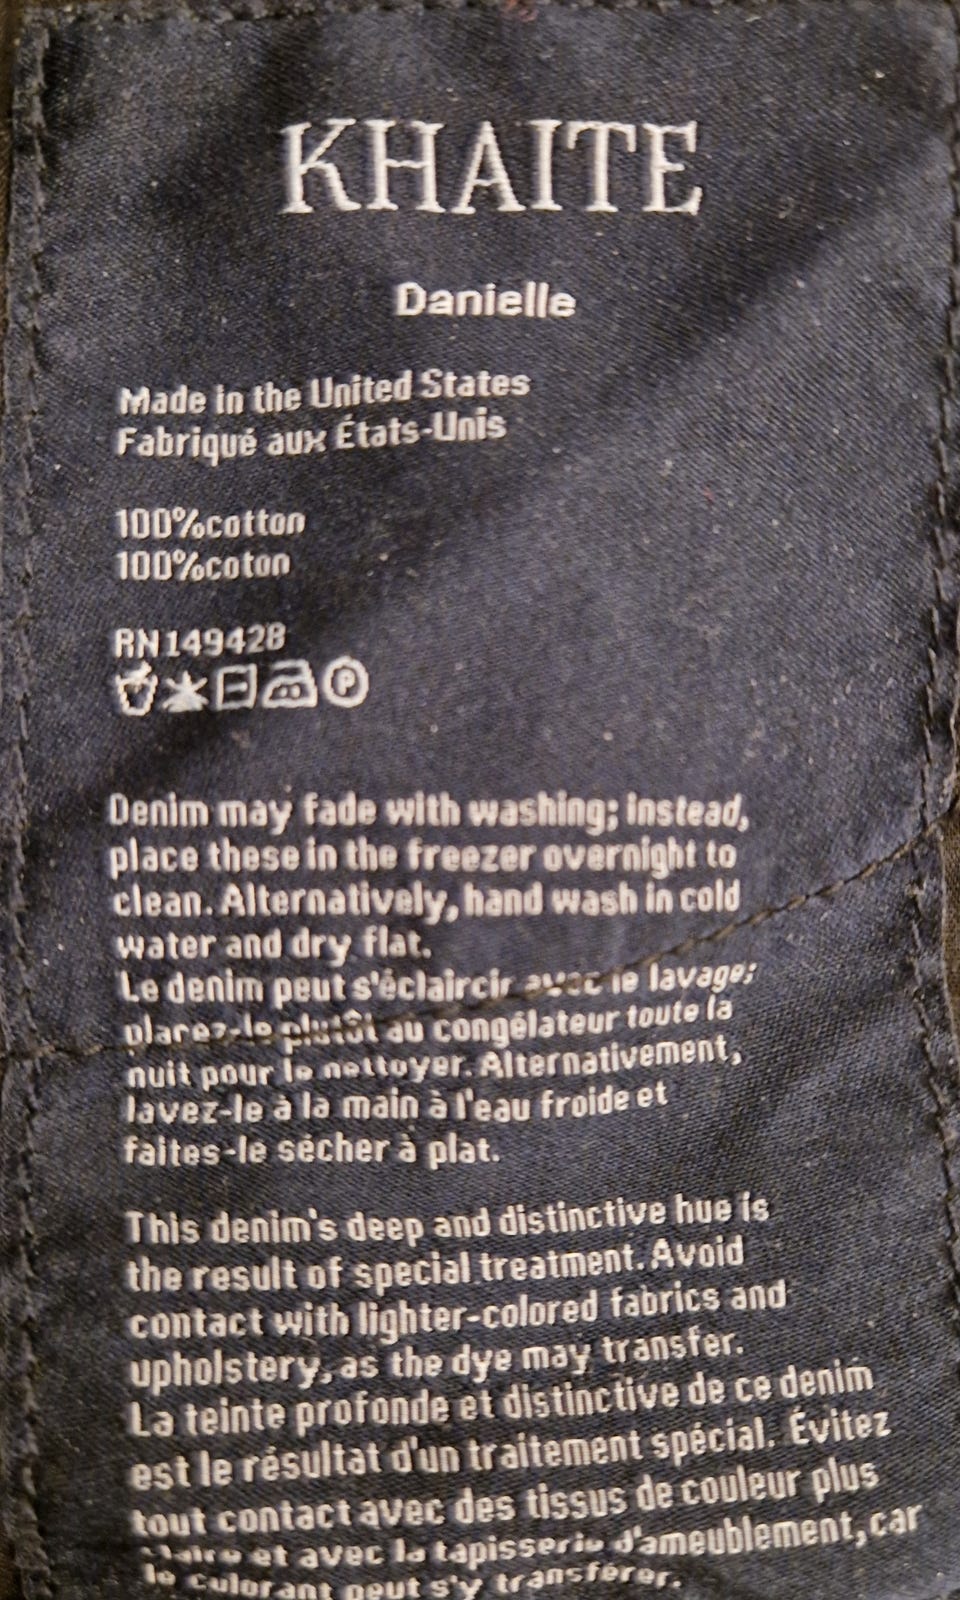 KHAITE
Danielle
Made in the United States
Fabriqué aux États-Unis
100%cotton
100%coton
RN149428
P
Denim may fade with washing; instead,
place these in the freezer overnight to
clean. Alternatively, hand wash in cold
water and dry flat.
Le denim peut s'éclaircir avec le lavage;
placez-le plutôt au congélateur toute la
nuit pour le nettoyer. Alternativement,
lavez-le à la main à l'eau froide et
faites-le sécher à plat.
This denim's deep and distinctive hue is
the result of special treatment. Avoid
contact with lighter-colored fabrics and
upholstery, as the dye may transfer.
La teinte profonde et distinctive de ce denim
est le résultat d'un traitement spécial. Évitez
tout contact avec des tissus de couleur plus
claire et avec la tapisserie d'ameublement, car
le colorant peut s'y transférer.